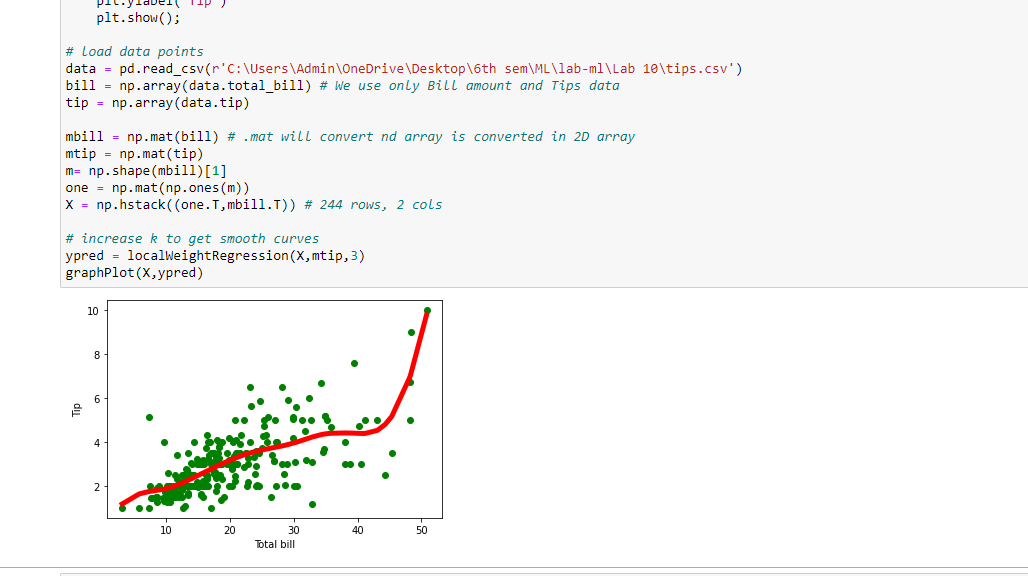 plt.ylabel('Tip')
plt.show();
# load data points
data = pd.read_csv(r'C:\Users\Admin\OneDrive\Desktop\6th sem\ML\lab-ml\Lab 10\tips.csv')
bill = np.array(data.total_bill) # We use only Bill amount and Tips data
tip = np.array(data.tip)
mbill = np.mat(bill) # .mat will convert nd array is converted in 2D array
mtip = np.mat(tip)
m= np.shape(mbill)[1]
one = np.mat(np.ones(m))
X = np.hstack((one.T,mbill.T)) # 244 rows, 2 cols
# increase k to get smooth curves
ypred = localWeightRegression(X,mtip,3)
graphPlot(X,ypred)
10
8
6
4
2
Tip
10 20 30 40 50
Total bill